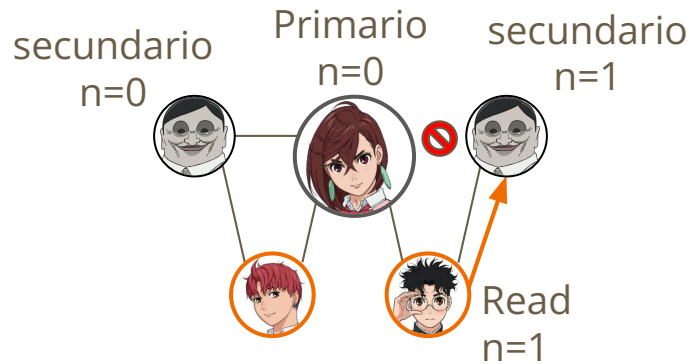 secundario
n=0
Primario
n=0
secundario
n=1
Read
n=1